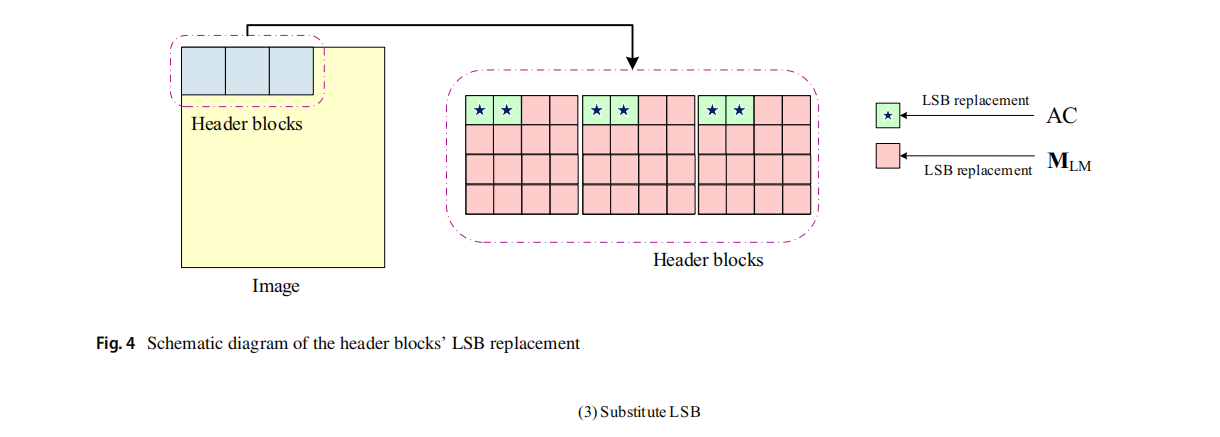 Header blocks
Image
Header blocks
LSB replacement
AC
LSB replacement
M_LM
Fig. 4 Schematic diagram of the header blocks’ LSB replacement
(3) Substitute LSB